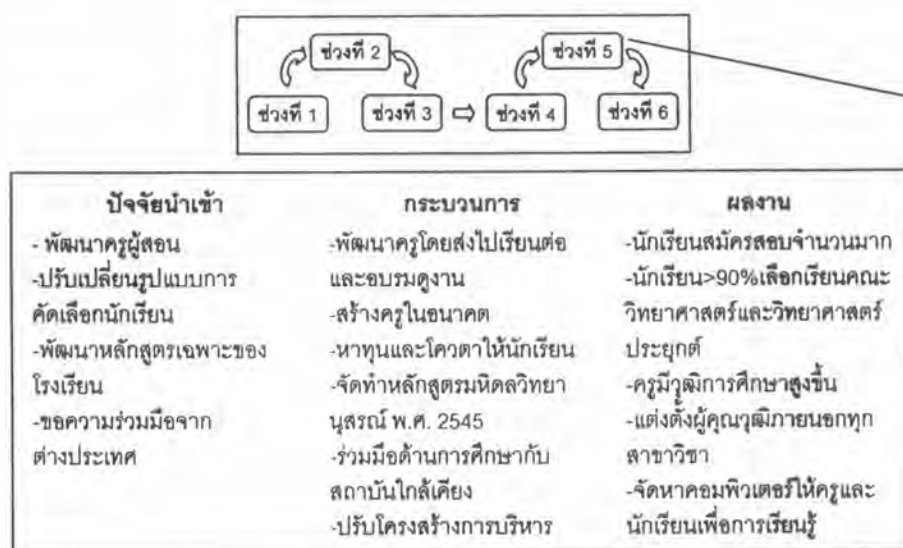 ช่วงที่ 2
ช่วงที่ 5
ช่วงที่ 1
ช่วงที่ 3
ช่วงที่ 4
ช่วงที่ 6
ปัจจัยนำเข้า
- พัฒนาครูผู้สอน
-ปรับเปลี่ยนรูปแบบการ
คัดเลือกนักเรียน
-พัฒนาหลักสูตรเฉพาะของ
โรงเรียน
-ขอความร่วมมือจาก
ต่างประเทศ
กระบวนการ
-พัฒนาครูโดยส่งไปเรียนต่อ
และอบรมดูงาน
-สร้างครูในอนาคต
-หาทุนและโควตาให้นักเรียน
-จัดทำหลักสูตรมหิดลวิทยา
นุสรณ์ พ.ศ. 2545
-ร่วมมือด้านการศึกษากับ
สถาบันใกล้เคียง
-ปรับโครงสร้างการบริหาร
ผลงาน
-นักเรียนสมัครสอบจำนวนมาก
-นักเรียน>90%เลือกเรียนคณะ
วิทยาศาสตร์และวิทยาศาสตร์
ประยุกต์
-ครูมีวุฒิการศึกษาสูงขึ้น
-แต่งตั้งผู้คุณวุฒิภายนอกทุก
สาขาวิชา
-จัดหาคอมพิวเตอร์ให้ครูและ
นักเรียนเพื่อการเรียนรู้